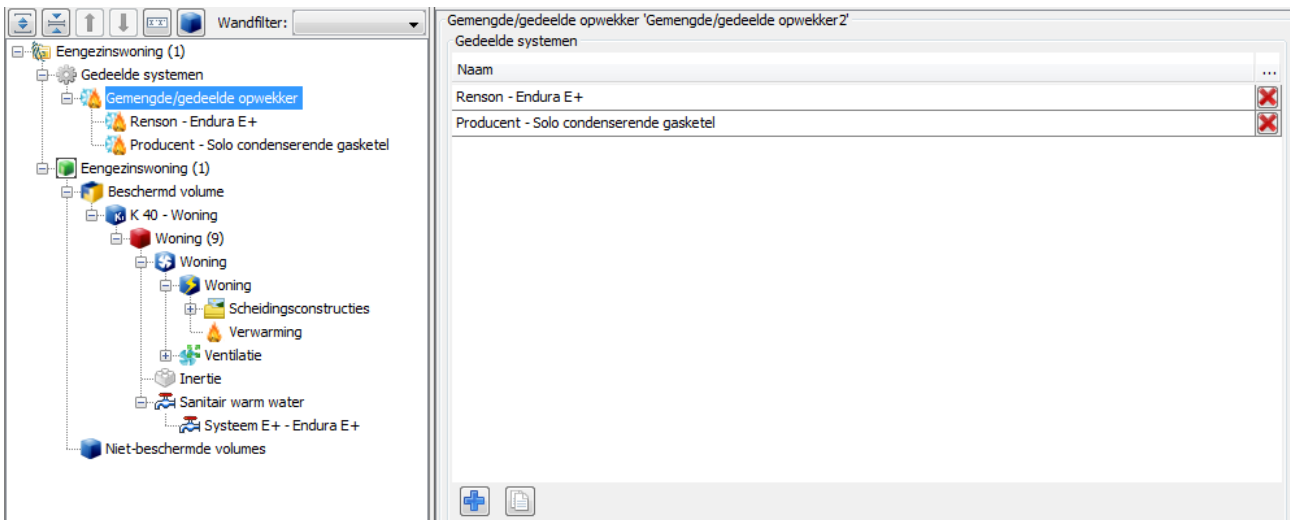 Wandfilter:
Eengezinswoning (1)
Gedeelde systemen
Gemengde/gedeelde opwekker
Renson - Endura E+
Producent - Solo condenserende gasketel
Eengezinswoning (1)
Beschermd volume
K 40 - Woning
Woning (9)
Woning
Woning
Scheidingsconstructies
Verwarming
Ventilatie
Inertie
Sanitair warm water
Systeem E+ - Endura E+
Niet-beschermde volumes
Gemengde/gedeelde opwekker 'Gemengde/gedeelde opwekker2'
Gedeelde systemen
Naam ...
Renson - Endura E+
Producent - Solo condenserende gasketel